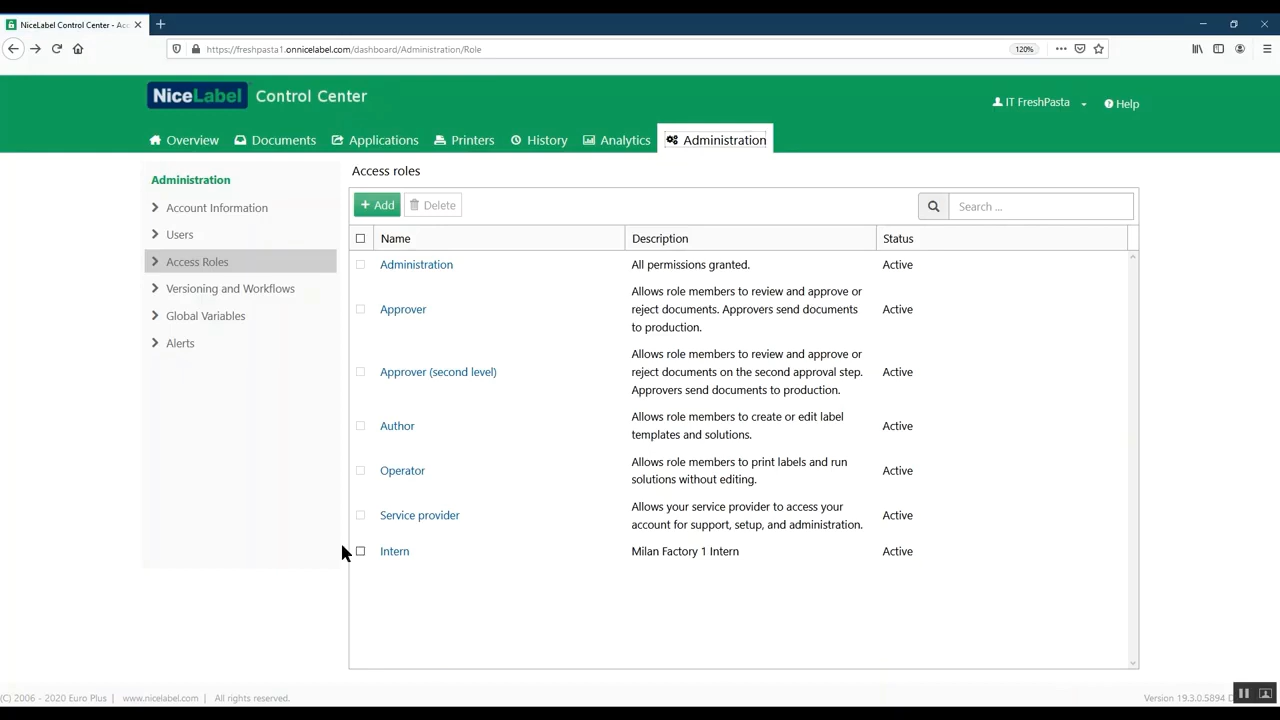 NiceLabel Control Center - Acc
https://freshpasta1.onnicelabel.com/dashboard/Administration/Role
120%
NiceLabel Control Center
IT FreshPasta
Help
Overview
Documents
Applications
Printers
History
Analytics
Administration
Administration
Account Information
Users
Access Roles
Versioning and Workflows
Global Variables
Alerts
Access roles
+ Add
Delete
Search ...
Name
Description
Status
Administration
All permissions granted.
Active
Approver
Allows role members to review and approve or
reject documents. Approvers send documents
to production.
Active
Approver (second level)
Allows role members to review and approve or
reject documents on the second approval step.
Approvers send documents to production.
Active
Author
Allows role members to create or edit label
templates and solutions.
Active
Operator
Allows role members to print labels and run
solutions without editing.
Active
Service provider
Allows your service provider to access your
account for support, setup, and administration.
Active
Intern
Milan Factory 1 Intern
Active
(C) 2006 - 2020 Euro Plus | www.nicelabel.com | All rights reserved.
Version 19.3.0.5894